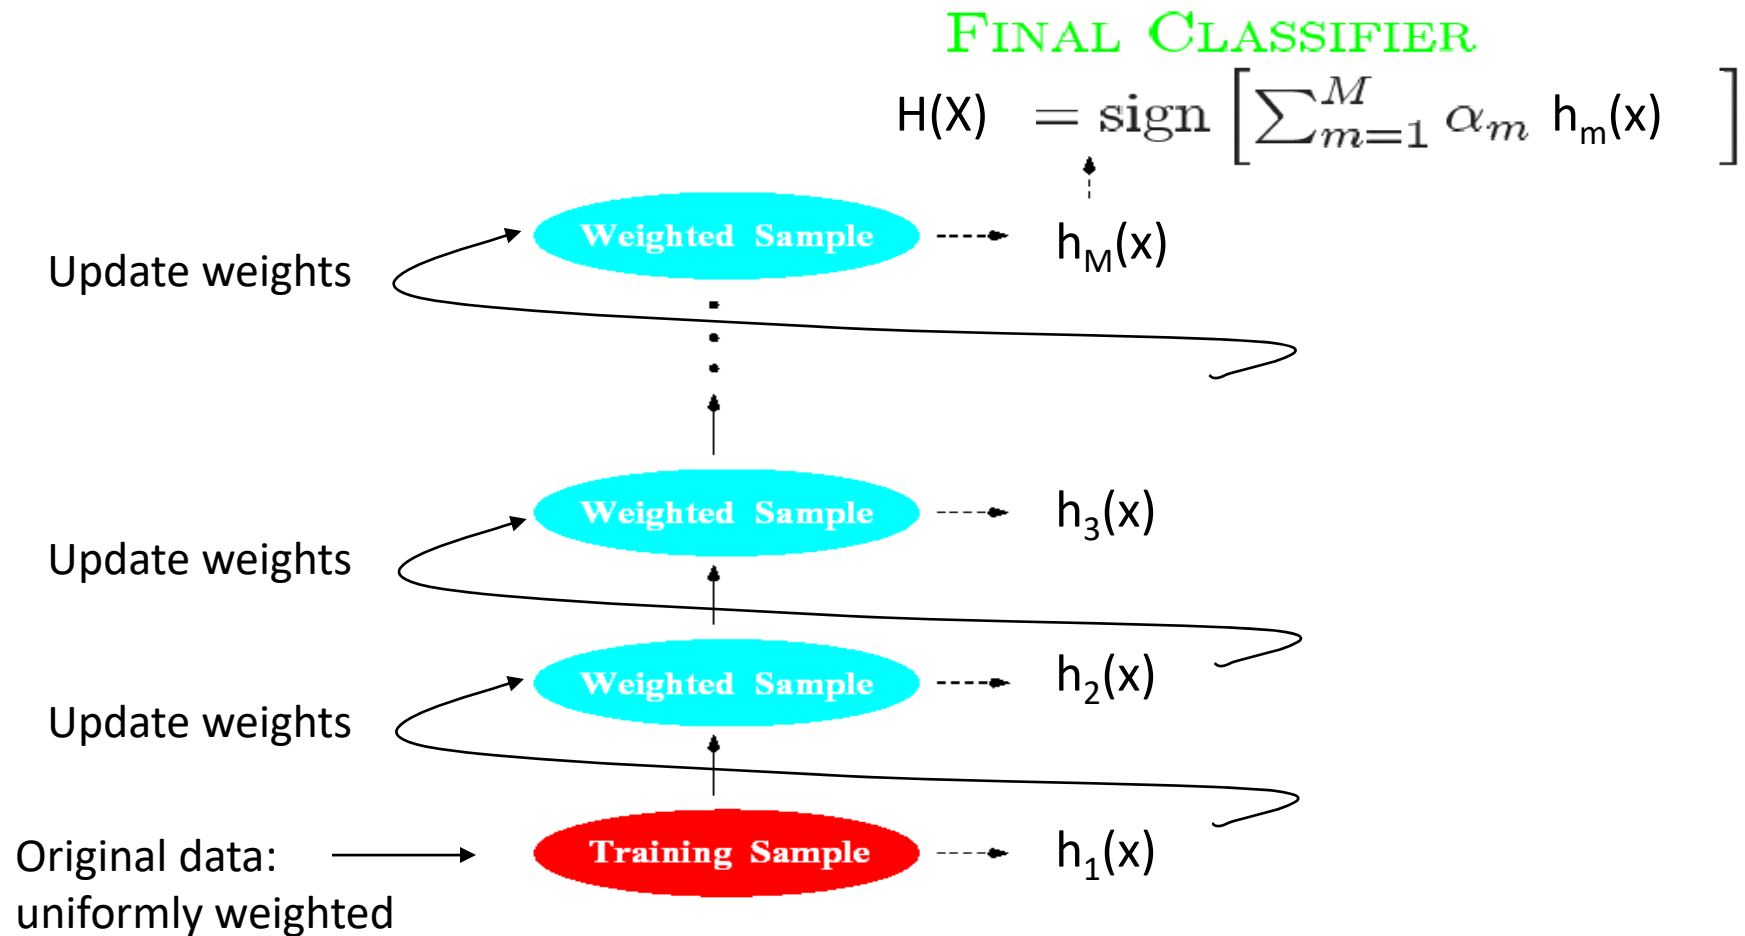 FINAL CLASSIFIER
H(X) = sign [∑_{m=1}^{M} α_m h_m(x) ]
Weighted Sample
h_M(x)
Update weights
Weighted Sample
h_3(x)
Update weights
Weighted Sample
h_2(x)
Update weights
Original data:
uniformly weighted
Training Sample
h_1(x)